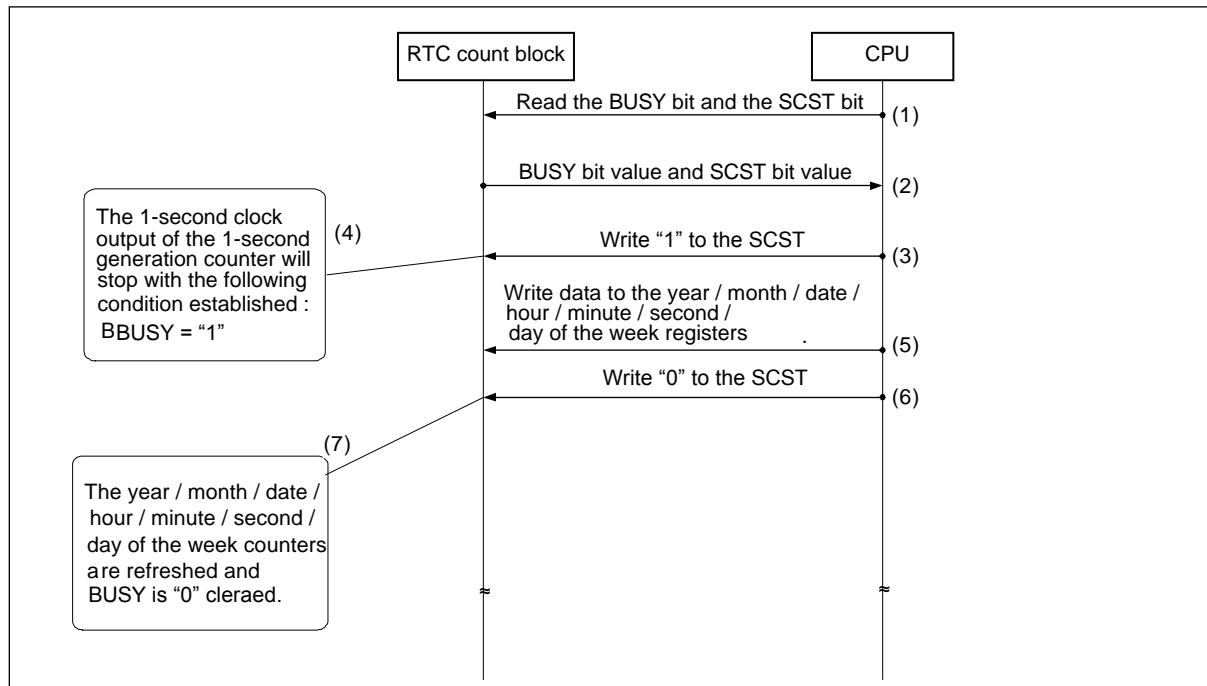 RTC count block
CPU
Read the BUSY bit and the SCST bit
(1)
BUSY bit value and SCST bit value
(2)
The 1-second clock
output of the 1-second
generation counter will
stop with the following
condition established :
BBUSY = “1”
(4)
Write “1” to the SCST
(3)
Write data to the year / month / date /
hour / minute / second /
day of the week registers .
(5)
Write “0” to the SCST
(6)
(7)
The year / month / date /
hour / minute / second /
day of the week counters
are refreshed and
BUSY is “0” cleraed.
≈
≈